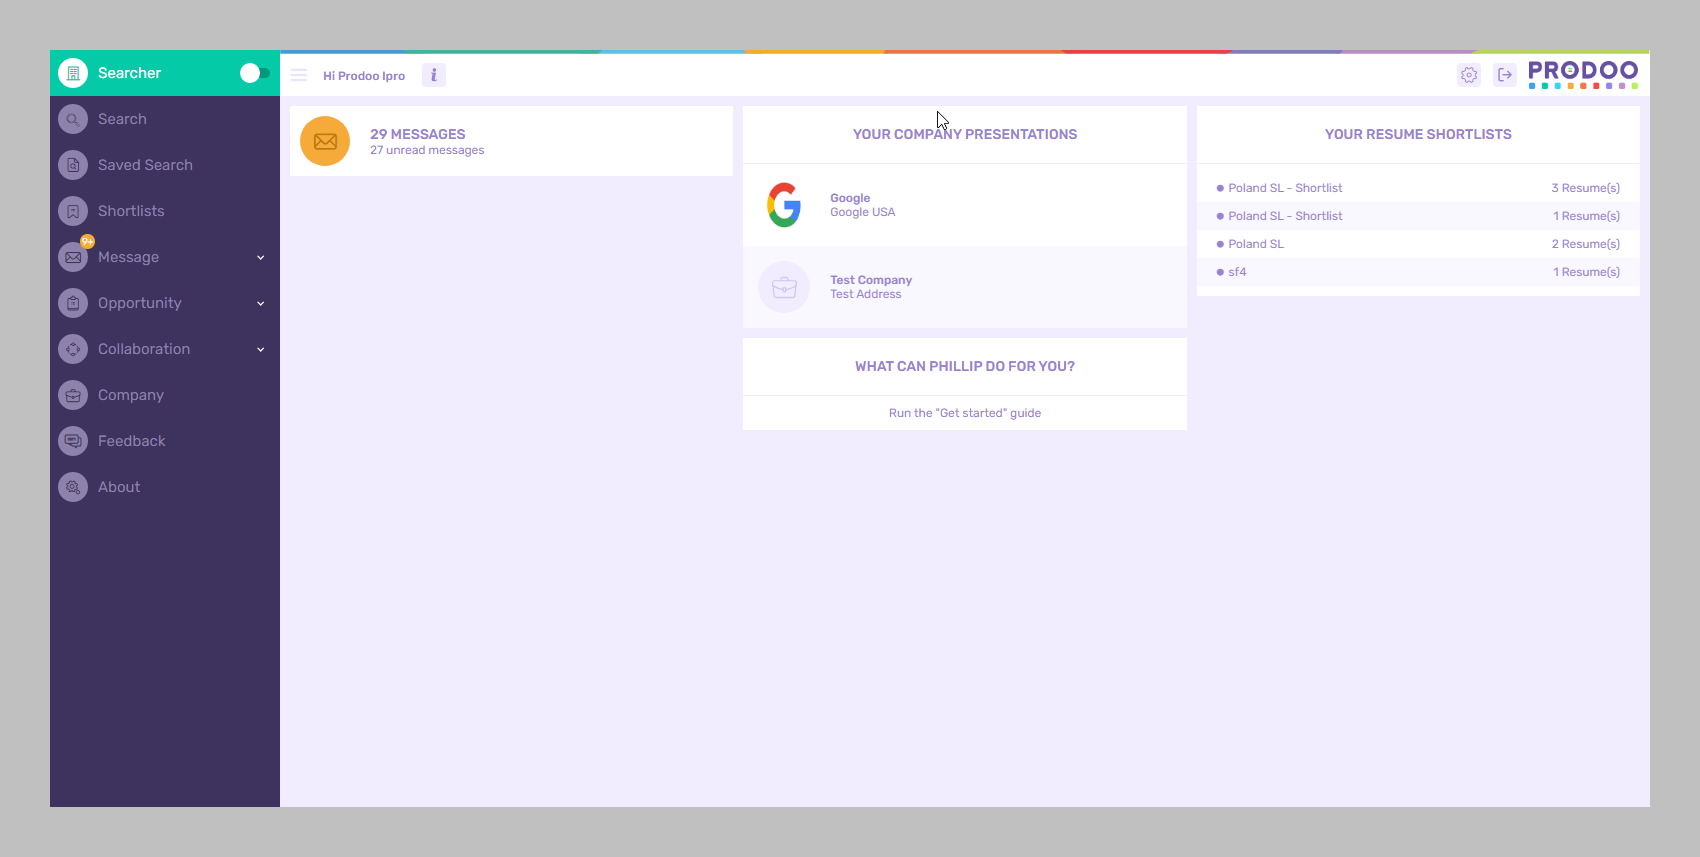 Searcher
Search
Saved Search
Shortlists
9+
Message
Opportunity
Collaboration
Company
Feedback
About
Hi Prodoo Ipro
i
PRODOO
29 MESSAGES
27 unread messages
YOUR COMPANY PRESENTATIONS
Google
Google USA
Test Company
Test Address
WHAT CAN PHILLIP DO FOR YOU?
Run the "Get started" guide
YOUR RESUME SHORTLISTS
Poland SL - Shortlist 3 Resume(s)
Poland SL - Shortlist 1 Resume(s)
Poland SL 2 Resume(s)
sf4 1 Resume(s)